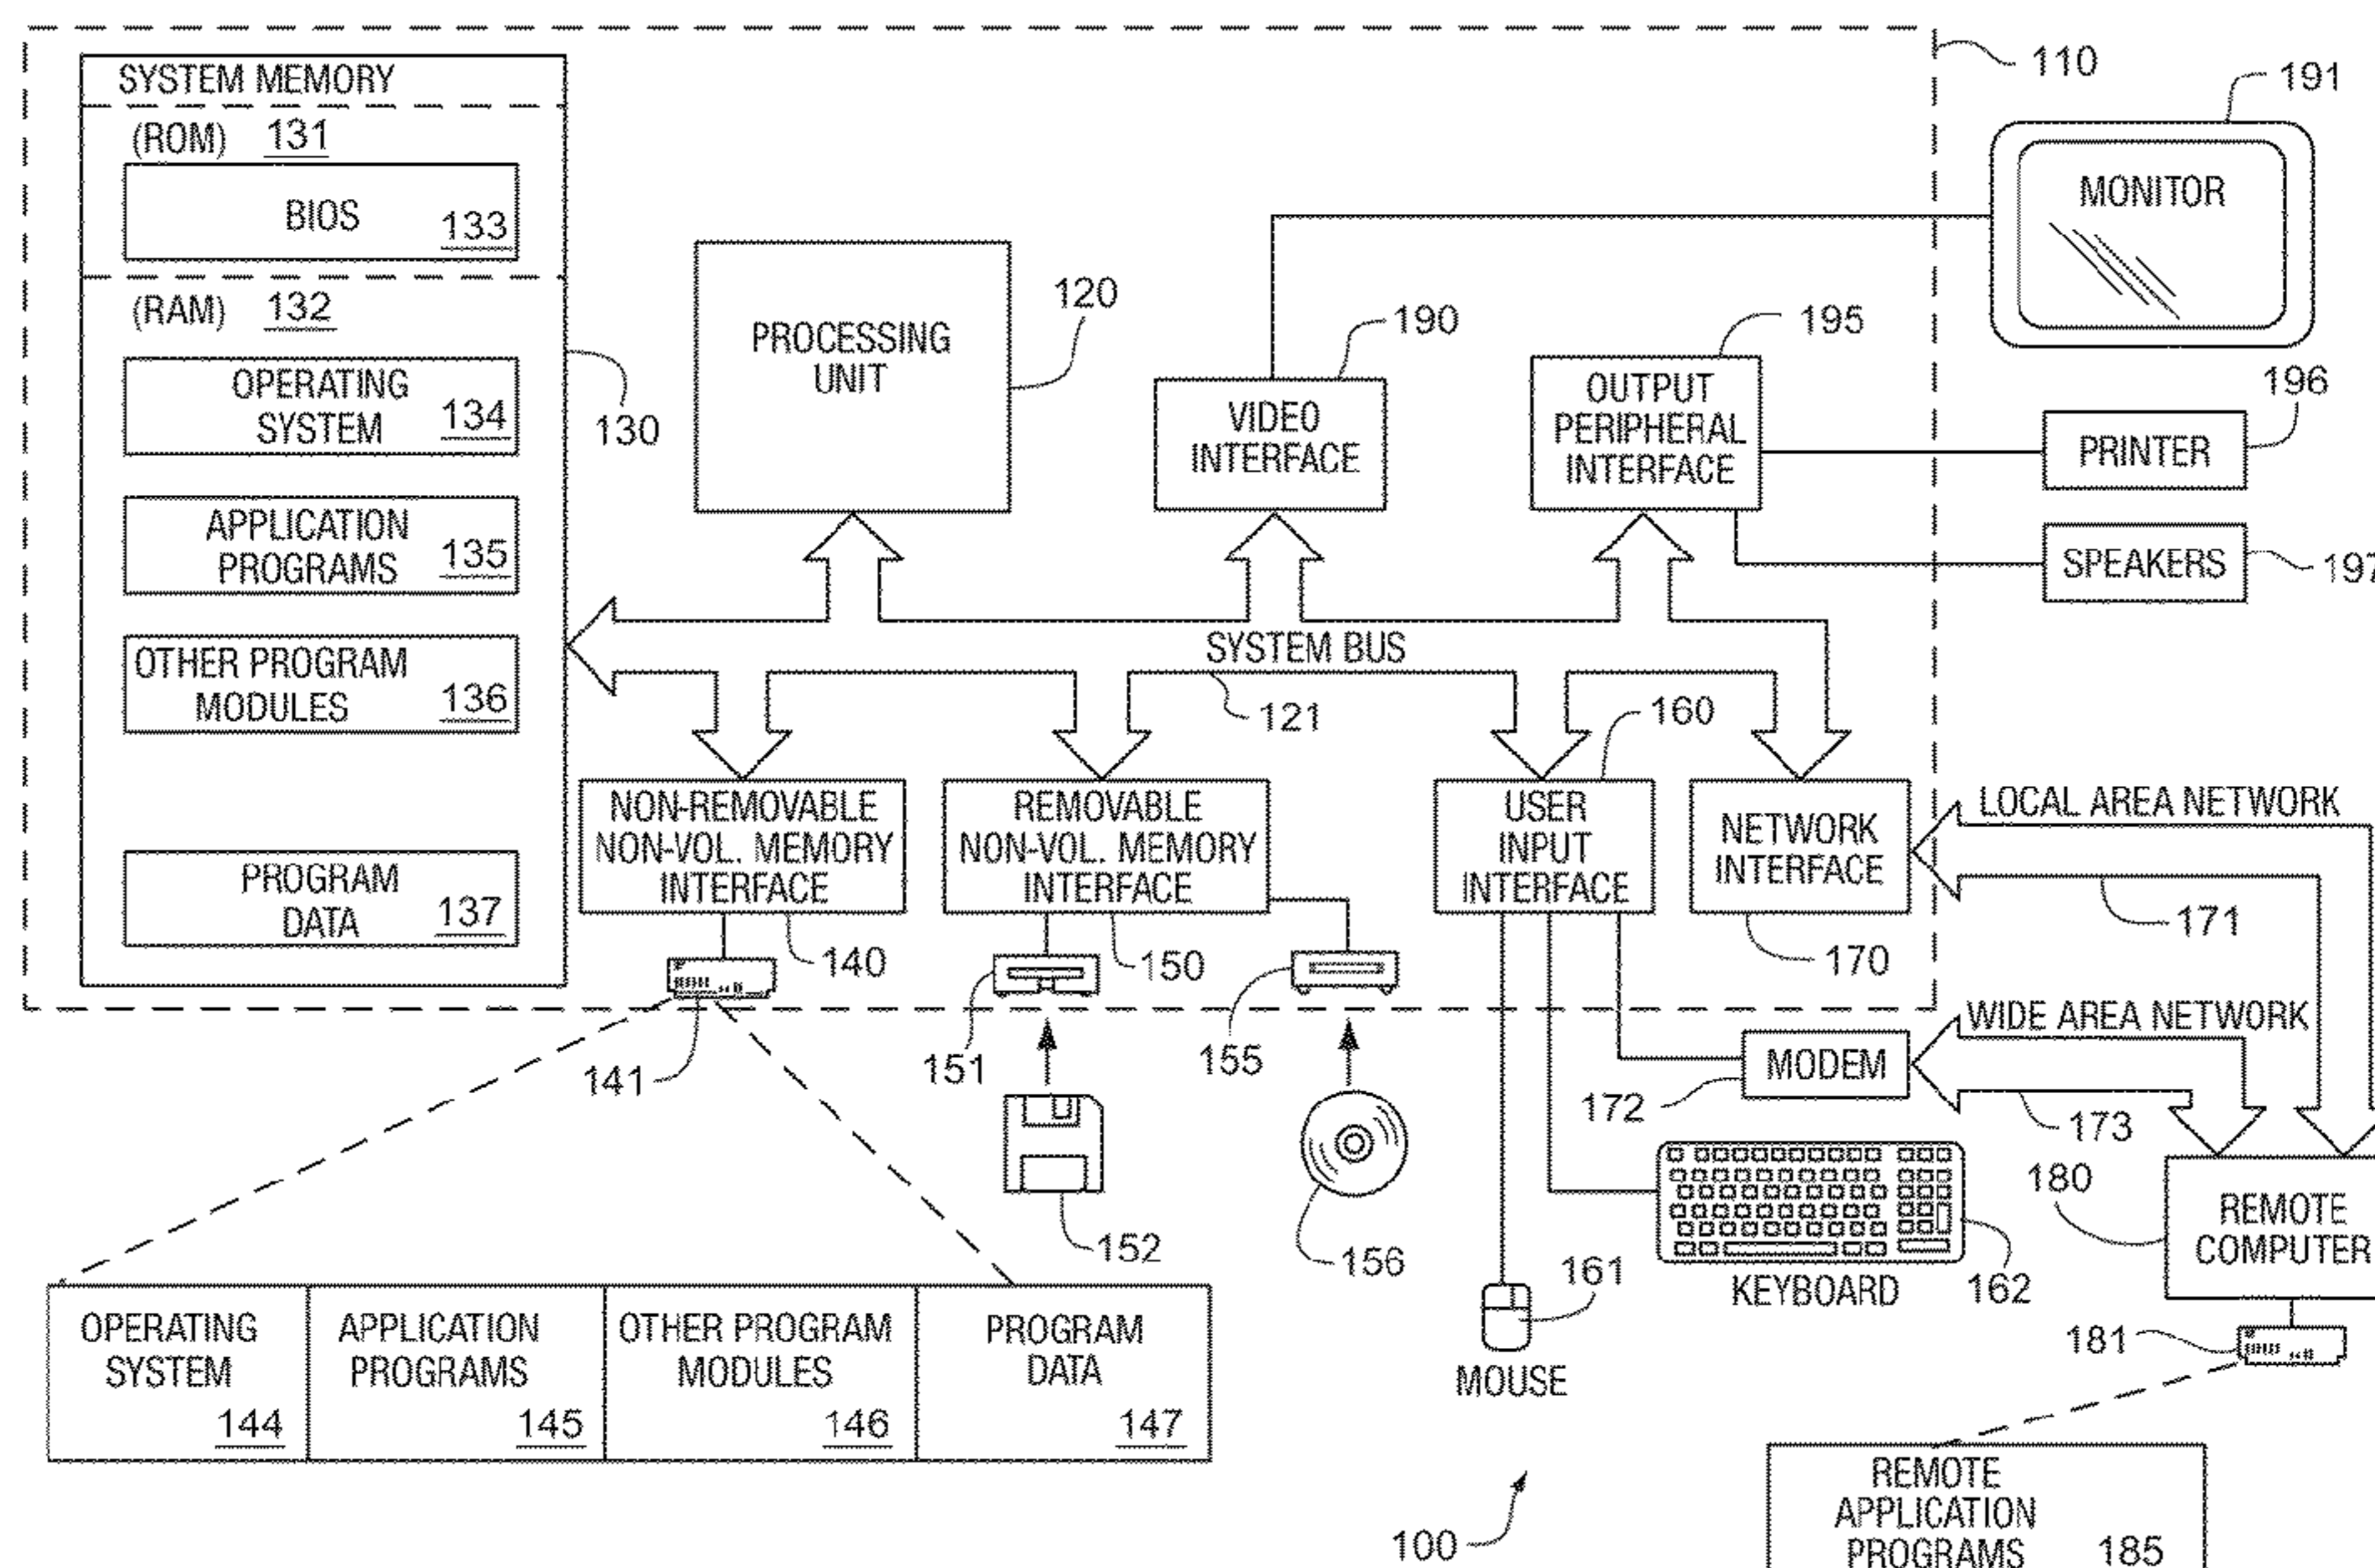 110
191
SYSTEM MEMORY
(ROM) 131
BIOS 133
(RAM) 132
OPERATING
SYSTEM 134
APPLICATION
PROGRAMS 135
OTHER PROGRAM
MODULES 136
PROGRAM
DATA 137
130
PROCESSING
UNIT
120
190
VIDEO
INTERFACE
195
OUTPUT
PERIPHERAL
INTERFACE
MONITOR
196
PRINTER
SPEAKERS
197
SYSTEM BUS
121
160
NON-REMOVABLE
NON-VOL. MEMORY
INTERFACE
140
REMOVABLE
NON-VOL. MEMORY
INTERFACE
150
USER
INPUT
INTERFACE
NETWORK
INTERFACE
170
LOCAL AREA NETWORK
171
141
151
155
152
156
WIDE AREA NETWORK
MODEM
172
173
180
REMOTE
COMPUTER
KEYBOARD
162
161
MOUSE
181
OPERATING
SYSTEM
144
APPLICATION
PROGRAMS
145
OTHER PROGRAM
MODULES
146
PROGRAM
DATA
147
100
REMOTE
APPLICATION
PROGRAMS 185